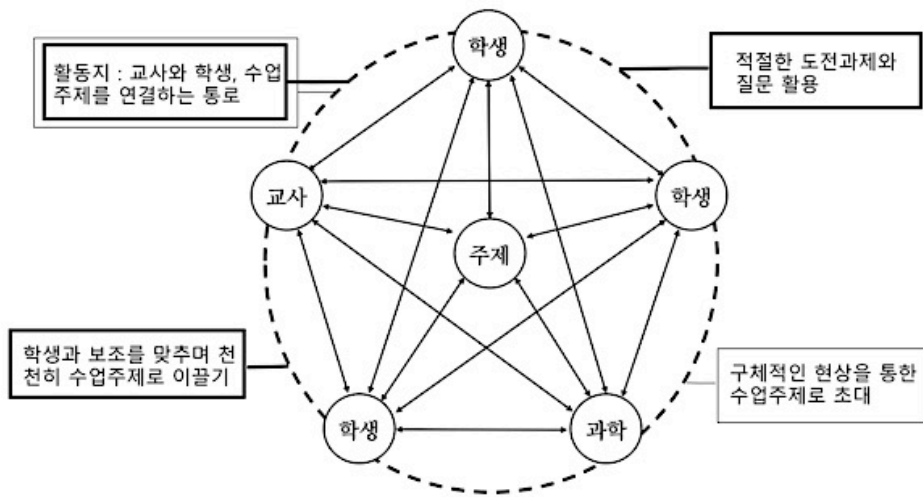 학생
활동지 : 교사와 학생, 수업
주제를 연결하는 통로
적절한 도전과제와
질문 활용
교사
학생
주제
학생과 보조를 맞추며 천
천히 수업주제로 이끌기
구체적인 현상을 통한
수업주제로 초대
학생
과학